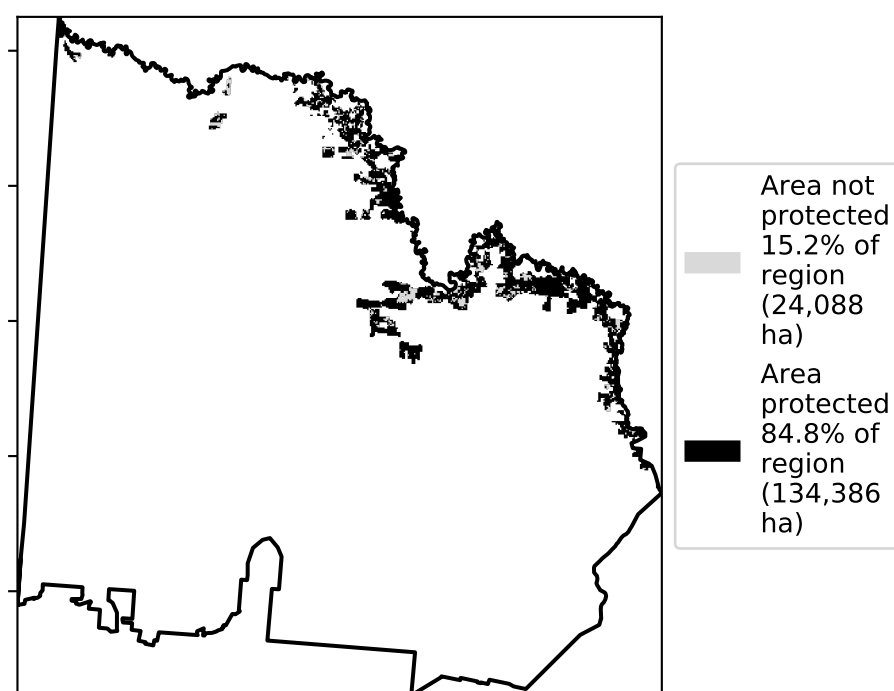 Area not
protected
15.2% of
region
(24,088
ha)
Area
protected
84.8% of
region
(134,386
ha)